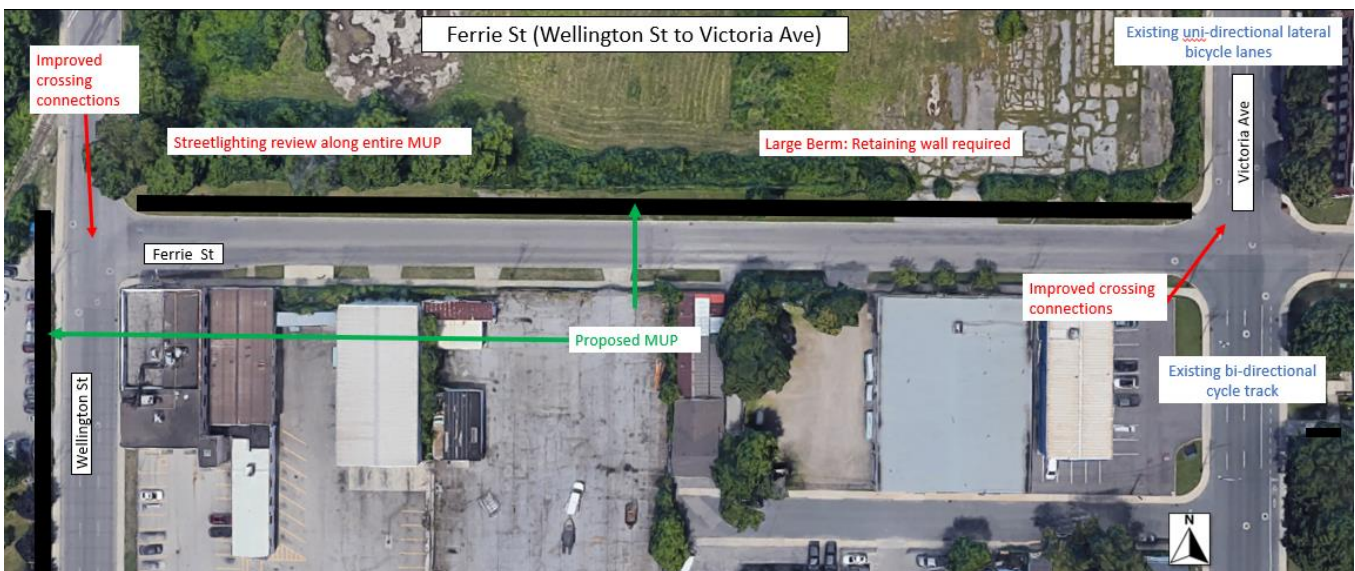 Ferrie St (Wellington St to Victoria Ave)
Existing uni-directional lateral
bicycle lanes
Improved
crossing
connections
Streetlighting review along entire MUP
Large Berm: Retaining wall required
Victoria Ave
Ferrie St
Improved crossing
connections
Proposed MUP
Existing bi-directional
cycle track
Wellington St
N